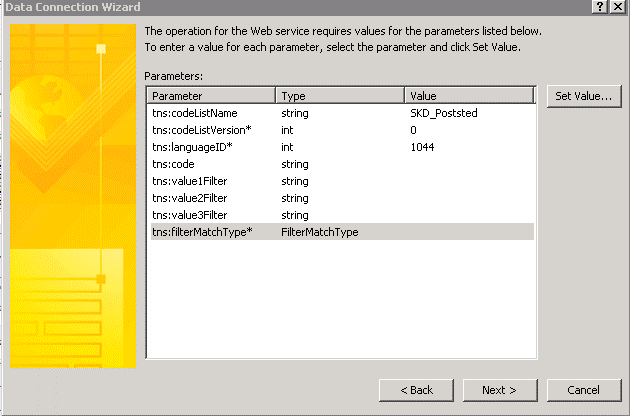 Data Connection Wizard
The operation for the Web service requires values for the parameters listed below.
To enter a value for each parameter, select the parameter and click Set Value.
Parameters:
Parameter Type Value
tns:codeListName string SKD_Poststed
tns:codeListVersion* int 0
tns:languageID* int 1044
tns:code string
tns:value1Filter string
tns:value2Filter string
tns:value3Filter string
tns:filterMatchType* FilterMatchType
Set Value...
< Back Next > Cancel